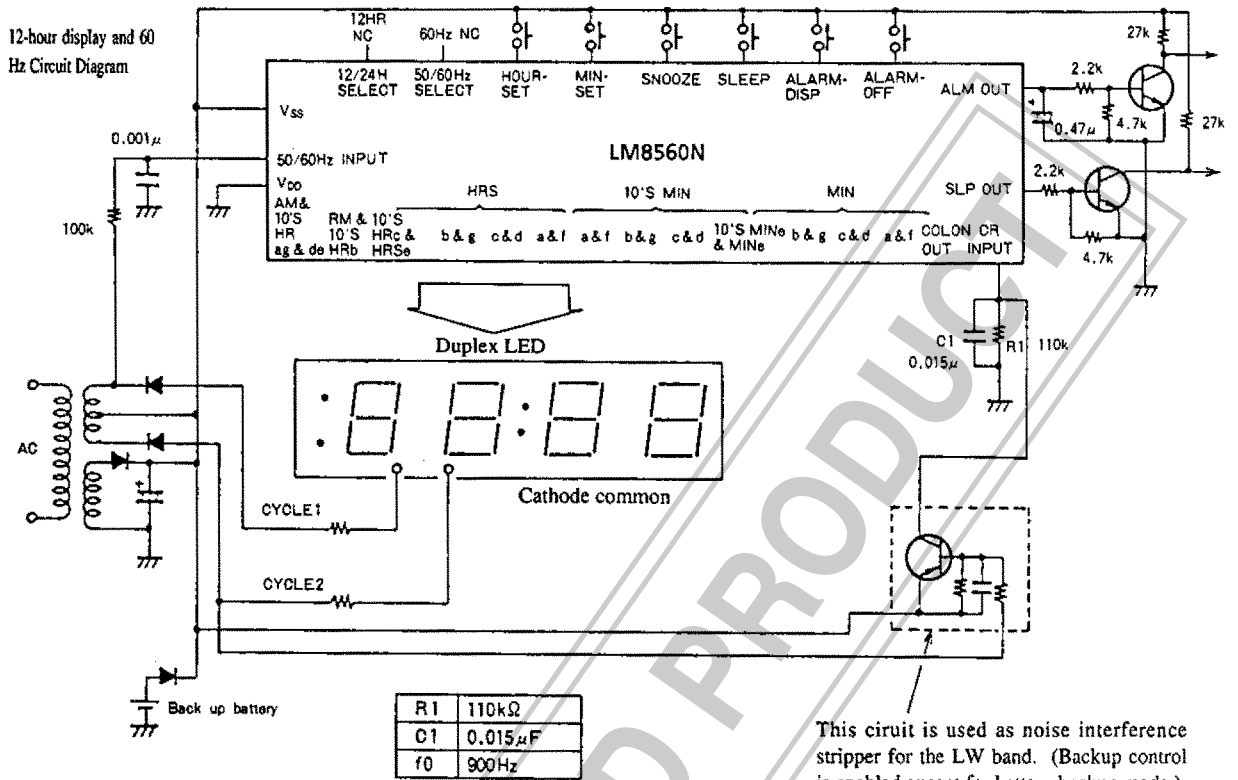 12-hour display and 60
Hz Circuit Diagram
12HR
NC
60Hz NC
12/24H
SELECT
50/60Hz
SELECT
HOUR-
SET
MIN-
SET
SNOOZE
SLEEP
ALARM-
DISP
ALARM-
OFF
27k
VSS
ALM OUT
2.2k
0.47μ
4.7k
27k
0.001μ
50/60Hz INPUT
LM8560N
VDD
SLP OUT
2.2k
4.7k
100k
HRS
10'S MIN
MIN
AM&
10'S
HR
ag & de
RM &
10'S
HRb
10'S
HRc &
HRSe
b & g
c & d
a & f
a & f
b & g
c & d
10'S MINe
& MINe
b & g
c & d
a & f
COLON
OUT
CR
INPUT
C1
0.015μ
R1
110k
Duplex LED
AC
Cathode common
CYCLE1
CYCLE2
Back up battery
R1 110kΩ
C1 0.015μF
f0 900Hz
This ciruit is used as noise interference
stripper for the LW band. (Backup control
D PRODUCT